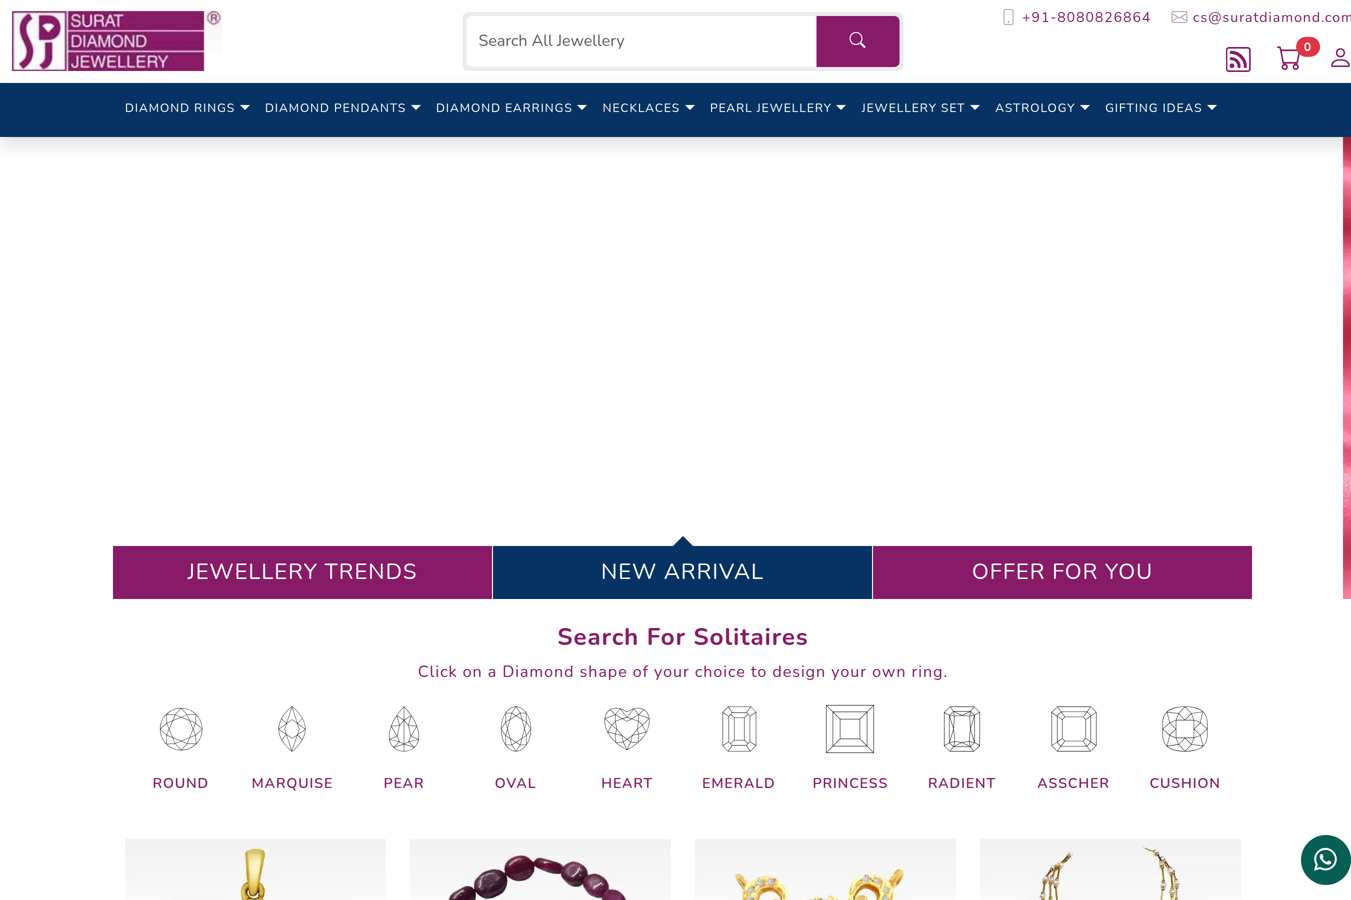 SURAT
DIAMOND
JEWELLERY
®
Search All Jewellery
+91-8080826864
cs@suratdiamond.com
0
DIAMOND RINGS
DIAMOND PENDANTS
DIAMOND EARRINGS
NECKLACES
PEARL JEWELLERY
JEWELLERY SET
ASTROLOGY
GIFTING IDEAS
JEWELLERY TRENDS
NEW ARRIVAL
OFFER FOR YOU
Search For Solitaires
Click on a Diamond shape of your choice to design your own ring.
ROUND
MARQUISE
PEAR
OVAL
HEART
EMERALD
PRINCESS
RADIENT
ASSCHER
CUSHION